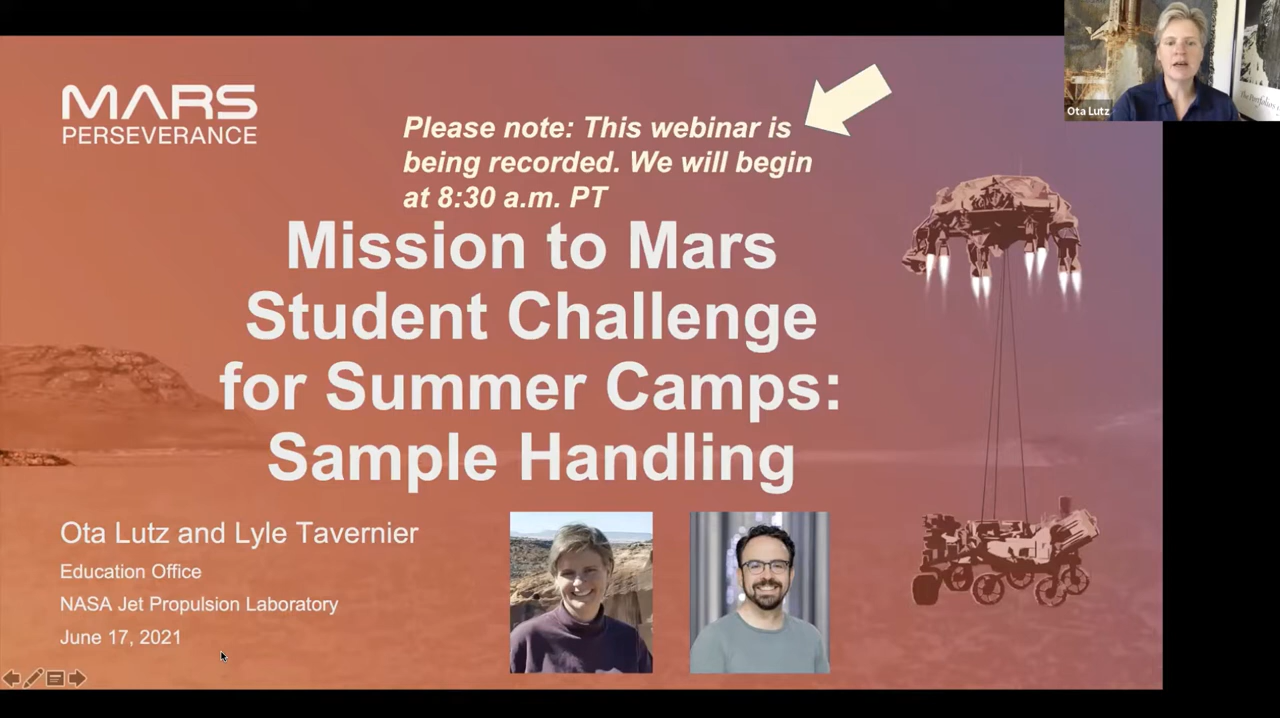 MARS
PERSEVERANCE
Please note: This webinar is
being recorded. We will begin
at 8:30 a.m. PT
Mission to Mars
Student Challenge
for Summer Camps:
Sample Handling
Ota Lutz and Lyle Tavernier
Education Office
NASA Jet Propulsion Laboratory
June 17, 2021
Ota Lutz